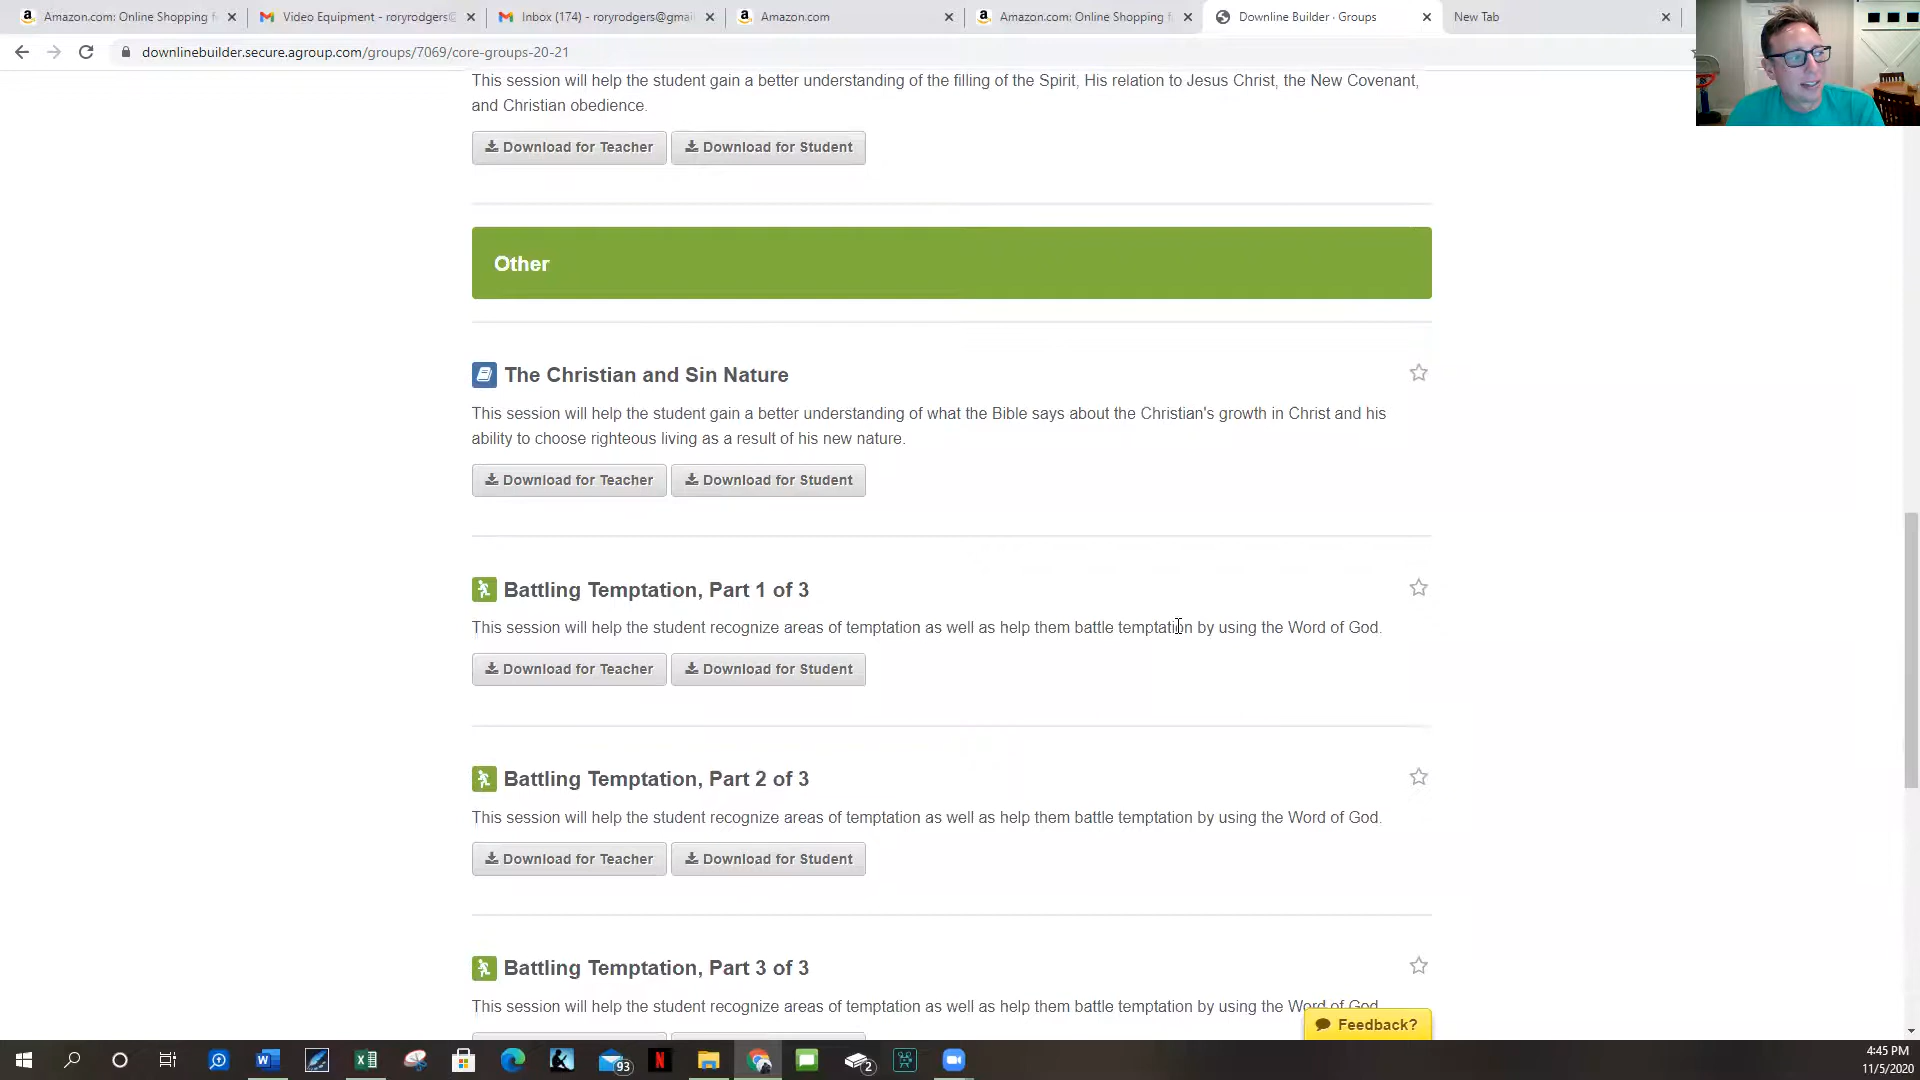 Amazon.com: Online Shopping f
Video Equipment - roryrodgers@
Inbox (174) - roryrodgers@gmai
Amazon.com
Amazon.com: Online Shopping f
Downline Builder · Groups
New Tab
downlinebuilder.secure.agroup.com/groups/7069/core-groups-20-21
This session will help the student gain a better understanding of the filling of the Spirit, His relation to Jesus Christ, the New Covenant,
and Christian obedience.
Download for Teacher
Download for Student
Other
The Christian and Sin Nature
This session will help the student gain a better understanding of what the Bible says about the Christian's growth in Christ and his
ability to choose righteous living as a result of his new nature.
Download for Teacher
Download for Student
Battling Temptation, Part 1 of 3
This session will help the student recognize areas of temptation as well as help them battle temptation by using the Word of God.
Download for Teacher
Download for Student
Battling Temptation, Part 2 of 3
This session will help the student recognize areas of temptation as well as help them battle temptation by using the Word of God.
Download for Teacher
Download for Student
Battling Temptation, Part 3 of 3
This session will help the student recognize areas of temptation as well as help them battle temptation by using the Word of God.
Feedback?
93
2
4:45 PM
11/5/2020